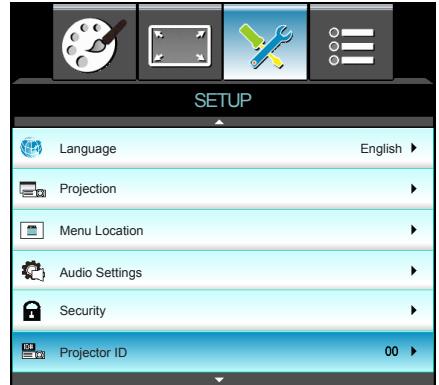 SETUP
Language English
Projection
Menu Location
Audio Settings
Security
Projector ID 00